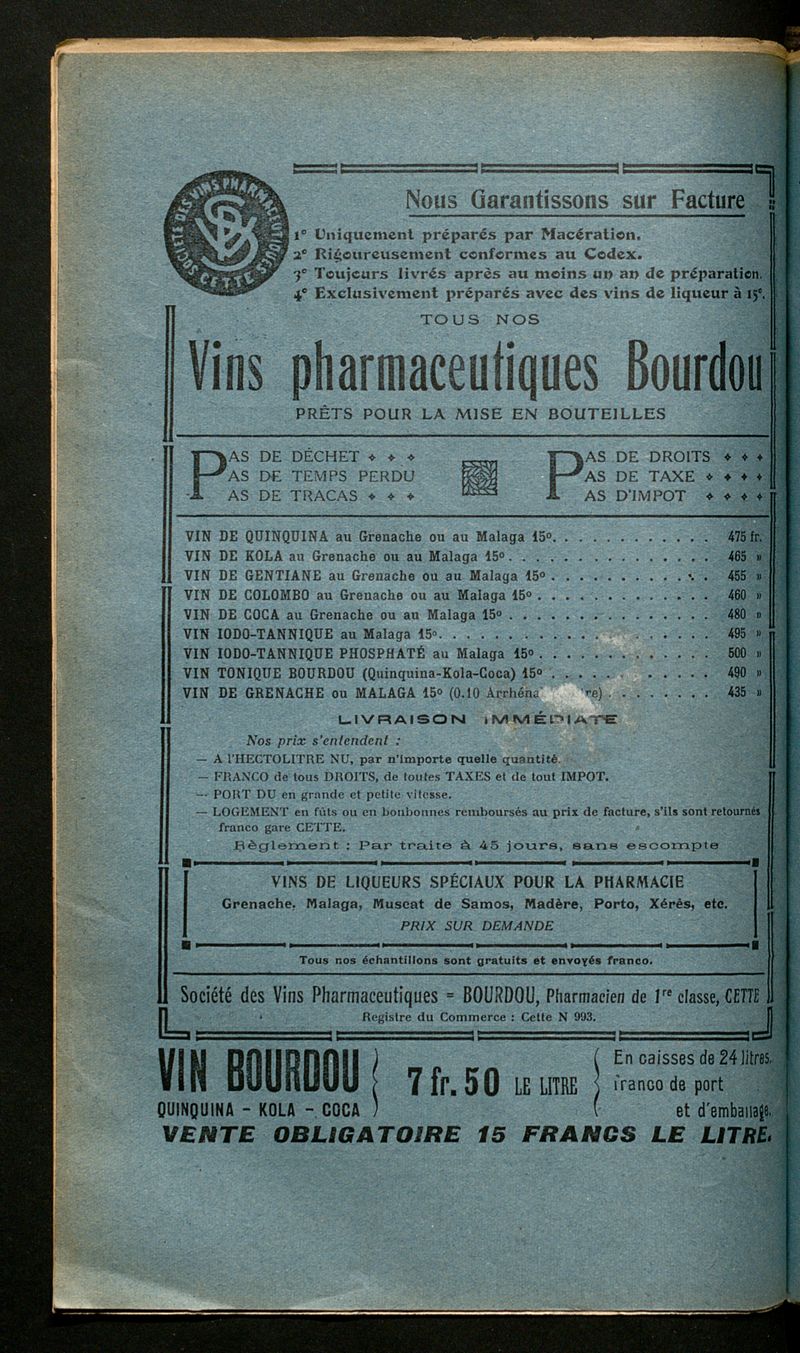 SOCIÉTÉ DES VINS PHARMACEUTIQUES
CETTE
Nous Garantissons sur Facture
1° Uniquement préparés par Macération.
2° Rigoureusement conformes au Codex.
3° Toujours livrés après au moins un an de préparation.
4° Exclusivement préparés avec des vins de liqueur à 15°.
TOUS NOS
Vins pharmaceutiques Bourdou
PRÊTS POUR LA MISE EN BOUTEILLES
PAS DE DÉCHET
PAS DE TEMPS PERDU
PAS DE TRACAS
PAS DE DROITS
PAS DE TAXE
PAS D'IMPOT
VIN DE QUINQUINA au Grenache ou au Malaga 15°. . . . . . . . . . . . 475 fr.
VIN DE KOLA au Grenache ou au Malaga 15° . . . . . . . . . . . . . . . 465 »
VIN DE GENTIANE au Grenache ou au Malaga 15° . . . . . . . . . . . . 455 »
VIN DE COLOMBO au Grenache ou au Malaga 15° . . . . . . . . . . . . . 460 »
VIN DE COCA au Grenache ou au Malaga 15° . . . . . . . . . . . . . . . 480 »
VIN IODO-TANNIQUE au Malaga 15°. . . . . . . . . . . . . . . . . . . . 495 »
VIN IODO-TANNIQUE PHOSPHATÉ au Malaga 15° . . . . . . . . . . . . . 500 »
VIN TONIQUE BOURDOU (Quinquina-Kola-Coca) 15° . . . . . . . . . . . . 490 »
VIN DE GRENACHE ou MALAGA 15° (0.10 . . . . . . . . 435 »
LIVRAISON IMMÉDIATE
Nos prix s'entendent :
— A l'HECTOLITRE NU, par n'importe quelle quantité.
— FRANCO de tous DROITS, de toutes TAXES et de tout IMPOT.
— PORT DU en grande et petite vitesse.
— LOGEMENT en fûts ou en bonbonnes remboursés au prix de facture, s'ils sont retournés
franco gare CETTE.
Règlement : Par traite à 45 jours, sans escompte
VINS DE LIQUEURS SPÉCIAUX POUR LA PHARMACIE
Grenache, Malaga, Muscat de Samos, Madère, Porto, Xérès, etc.
PRIX SUR DEMANDE
Tous nos échantillons sont gratuits et envoyés franco.
Société des Vins Pharmaceutiques = BOURDOU, Pharmacien de 1re classe, CETTE
Registre du Commerce : Cette N 993.
VIN BOURDOU
QUINQUINA - KOLA - COCA
7 fr. 50 LE LITRE
En caisses de 24 litres,
franco de port
et d'emballage.
VENTE OBLIGATOIRE 15 FRANCS LE LITRE.